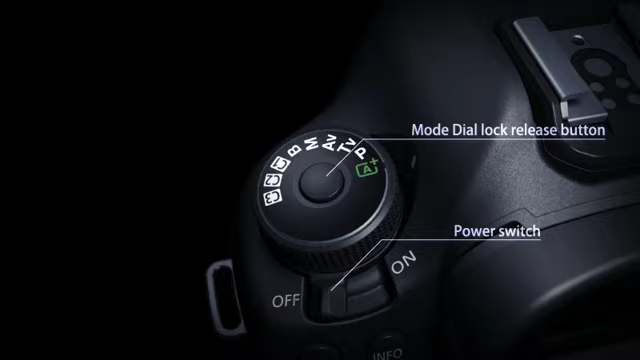 Mode Dial lock release button
B
M
Av
Tv
P
A+
C1
C2
C3
Power switch
ON
OFF
INFO